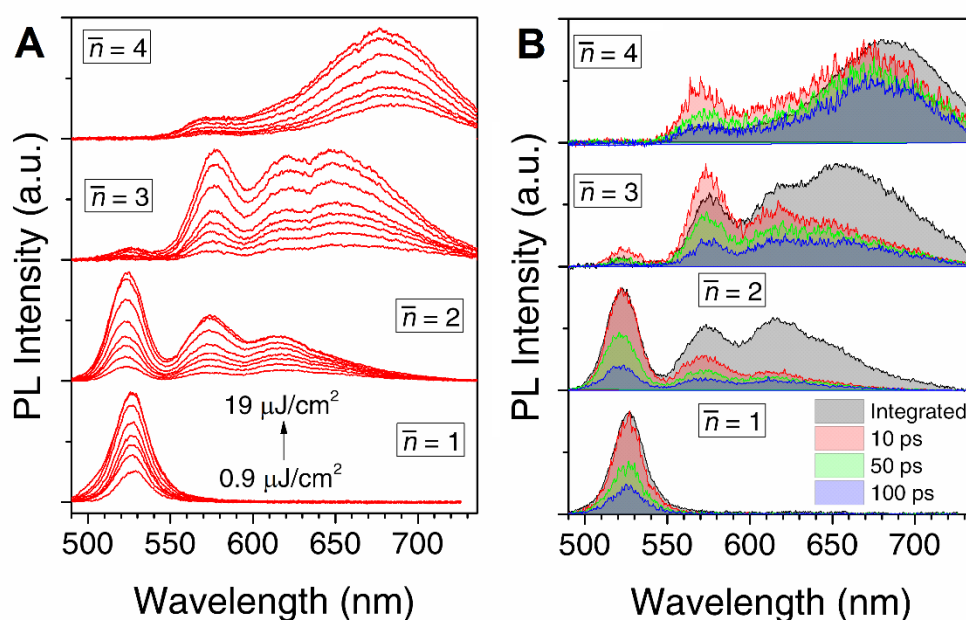 A
n̄ = 4
n̄ = 3
n̄ = 2
19 μJ/cm²
0.9 μJ/cm²
n̄ = 1
PL Intensity (a.u.)
500 550 600 650 700
Wavelength (nm)
B
n̄ = 4
n̄ = 3
n̄ = 2
n̄ = 1
Integrated
10 ps
50 ps
100 ps
PL Intensity (a.u.)
500 550 600 650 700
Wavelength (nm)